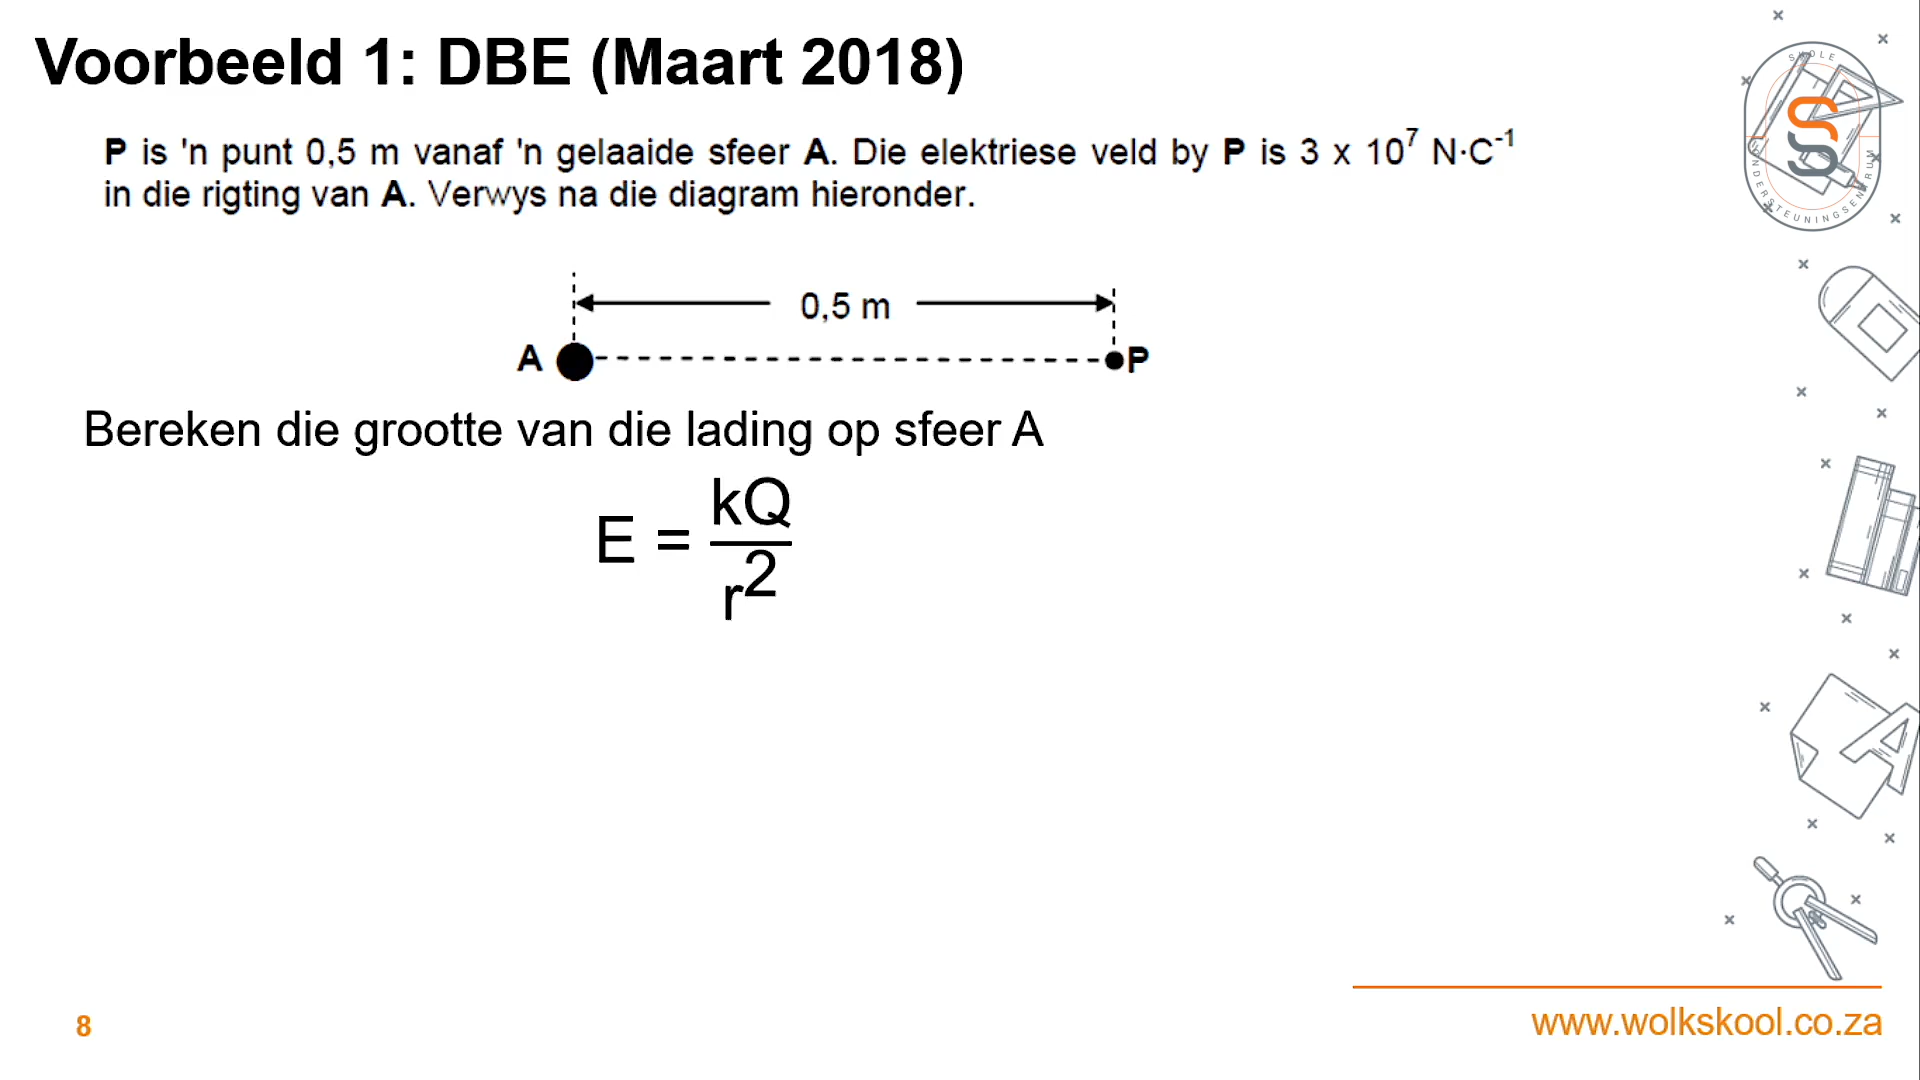 Voorbeeld 1: DBE (Maart 2018)
P is 'n punt 0,5 m vanaf 'n gelaaide sfeer A. Die elektriese veld by P is 3 x 10⁷ N·C⁻¹
in die rigting van A. Verwys na die diagram hieronder.
0,5 m
A P
Bereken die grootte van die lading op sfeer A
E = kQ/r²
SKOLE
ONDERSTEUNINGSENTRUM
8
www.wolkskool.co.za